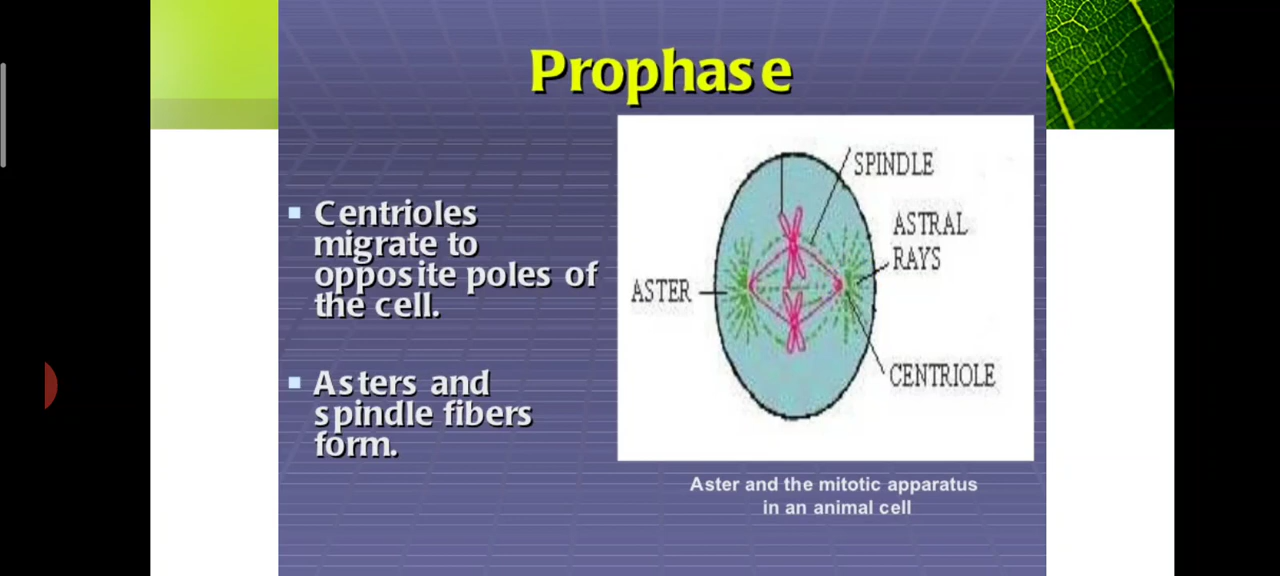 Prophase
Centrioles
migrate to
opposite poles of
the cell.
Asters and
spindle fibers
form.
SPINDLE
ASTRAL
RAYS
ASTER
CENTRIOLE
Aster and the mitotic apparatus
in an animal cell